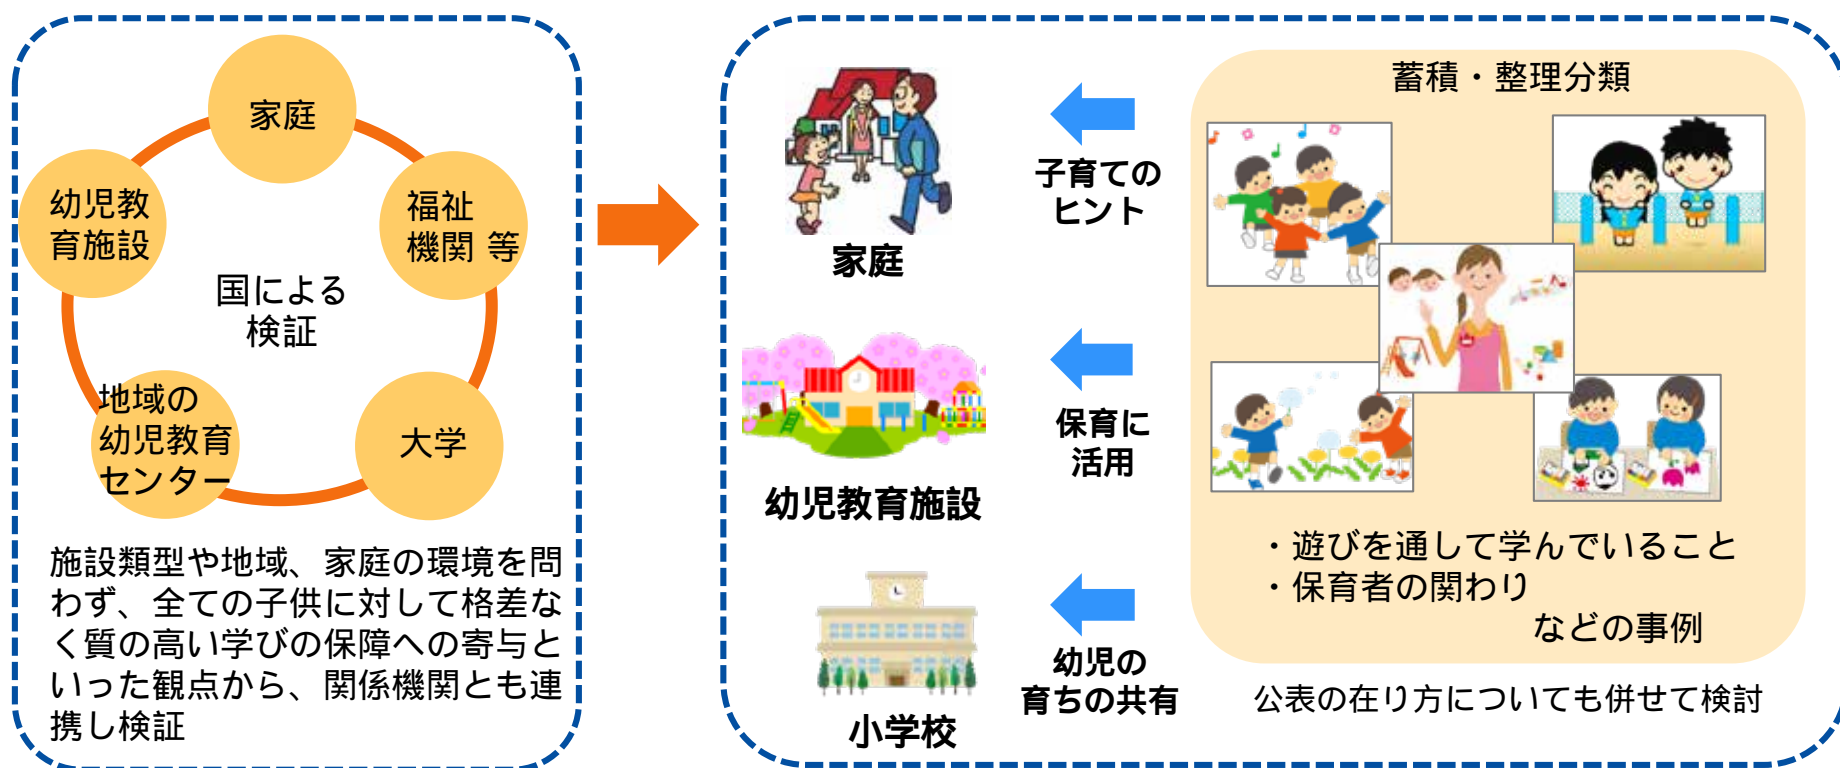 家庭
幼児教
育施設
福祉
機関 等
国による
検証
地域の
幼児教育
センター
大学
施設類型や地域、家庭の環境を問
わず、全ての子供に対して格差な
く質の高い学びの保障への寄与と
いった観点から、関係機関とも連
携し検証
家庭
子育ての
ヒント
幼児教育施設
保育に
活用
小学校
幼児の
育ちの共有
蓄積・整理分類
・遊びを通して学んでいること
・保育者の関わり
などの事例
公表の在り方についても併せて検討